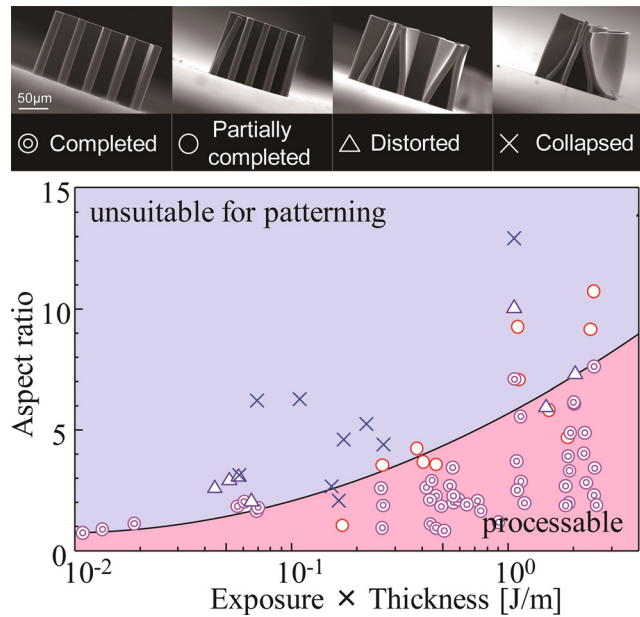 50μm
◎ Completed
○ Partially
completed
△ Distorted
× Collapsed
15
unsuitable for patterning
10
Aspect ratio
5
processable
0
10⁻²
10⁻¹
10⁰
Exposure × Thickness [J/m]